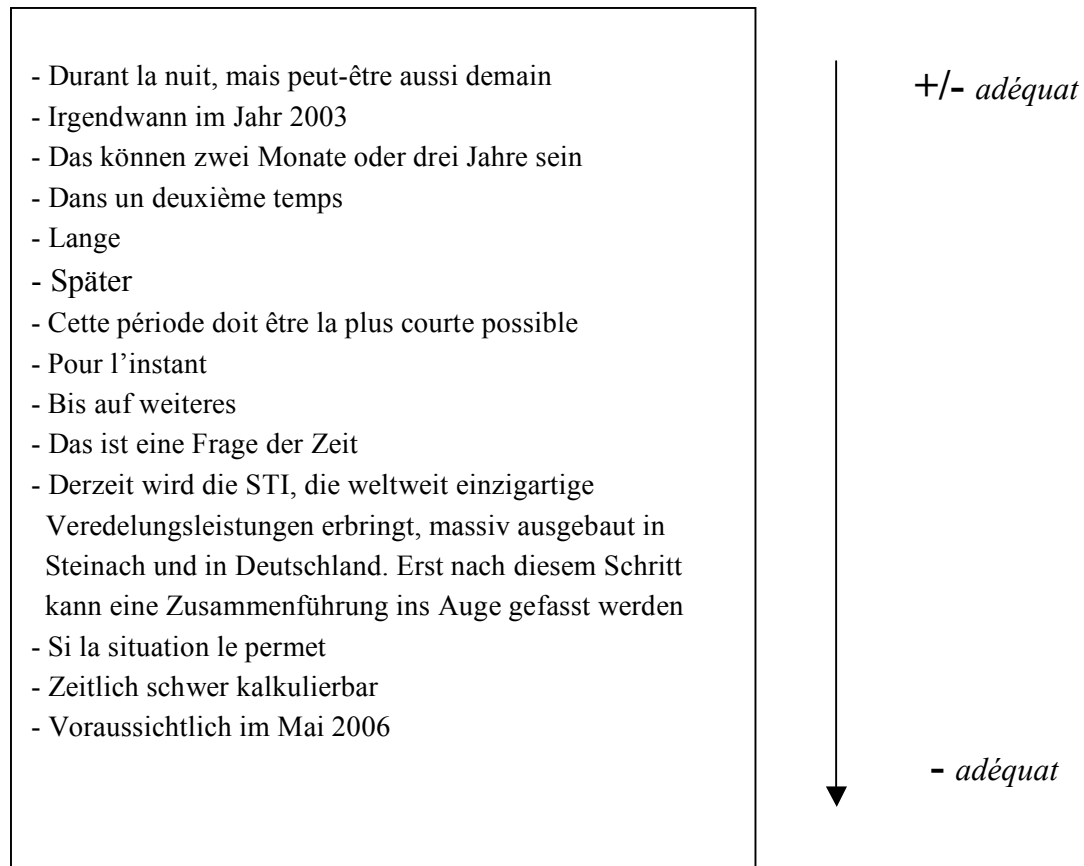 - Durant la nuit, mais peut-être aussi demain
+/- adéquat
- Irgendwann im Jahr 2003
- Das können zwei Monate oder drei Jahre sein
- Dans un deuxième temps
- Lange
- Später
- Cette période doit être la plus courte possible
- Pour l’instant
- Bis auf weiteres
- Das ist eine Frage der Zeit
- Derzeit wird die STI, die weltweit einzigartige
Veredelungsleistungen erbringt, massiv ausgebaut in
Steinach und in Deutschland. Erst nach diesem Schritt
kann eine Zusammenführung ins Auge gefasst werden
- Si la situation le permet
- Zeitlich schwer kalkulierbar
- Voraussichtlich im Mai 2006
- adéquat